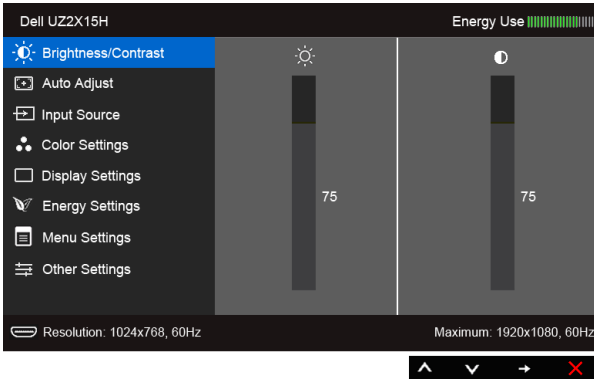 Dell UZ2X15H
Energy Use
Brightness/Contrast
Auto Adjust
Input Source
Color Settings
Display Settings
Energy Settings
Menu Settings
Other Settings
75
75
Resolution: 1024x768, 60Hz
Maximum: 1920x1080, 60Hz